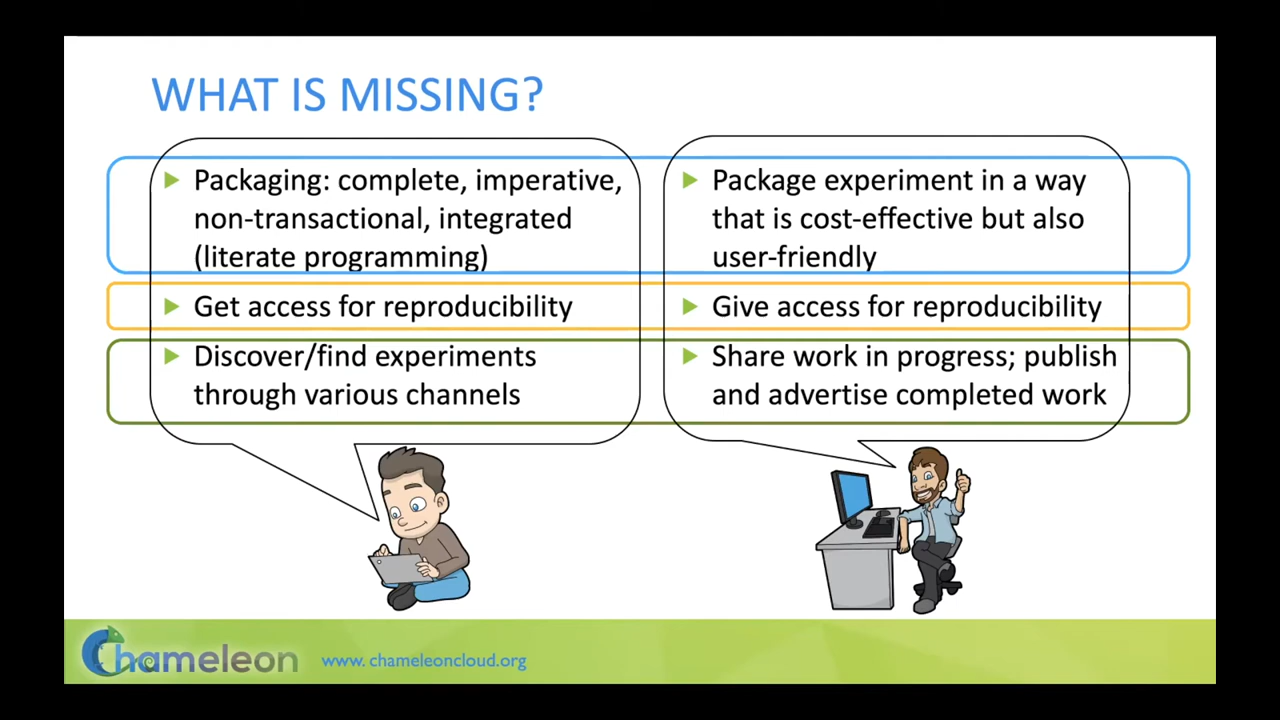 WHAT IS MISSING?
Packaging: complete, imperative,
non-transactional, integrated
(literate programming)
Get access for reproducibility
Discover/find experiments
through various channels
Package experiment in a way
that is cost-effective but also
user-friendly
Give access for reproducibility
Share work in progress; publish
and advertise completed work
Chameleon
www. chameleoncloud.org